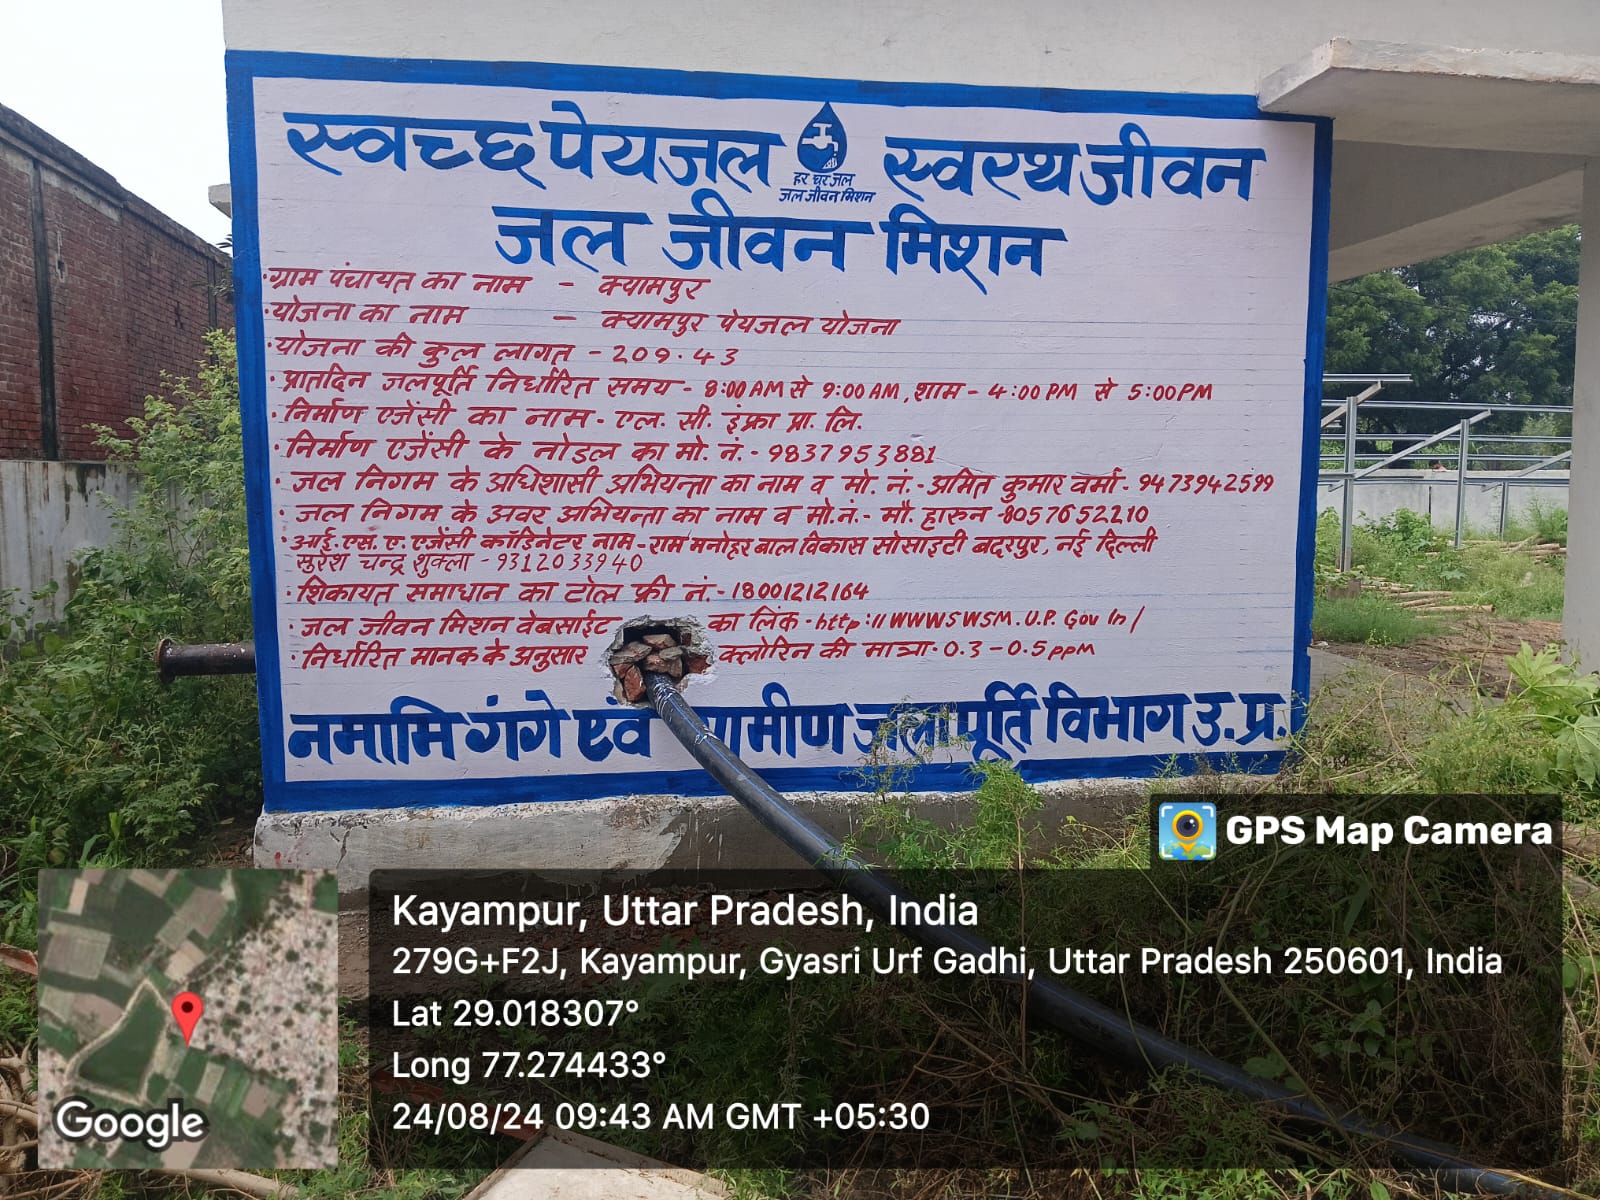 स्वच्छ पेयजल स्वस्थ जीवन
हर घर जल
जल जीवन मिशन
जल जीवन मिशन
• ग्राम पंचायत का नाम - क्यामपुर
• योजना का नाम - क्यामपुर पेयजल योजना
• योजना की कुल लागत - 209.43
• प्रातदिन जलपूर्ति निर्धारित समय - 8:00 AM से 9:00 AM, शाम - 4:00 PM से 5:00 PM
• निर्माण एजेंसी का नाम - एल. सी. इंफ्रा प्रा. लि.
• निर्माण एजेंसी के नोडल का मो. नं. - 9837953881
• जल निगम के अधिशासी अभियन्ता का नाम व मो. नं. - अमित कुमार वर्मा - 9473942599
• जल निगम के अवर अभियन्ता का नाम व मो.नं. - मौ. हारुन - 8057652210
• आई.एस.ए. एजेंसी कॉडिनेटर नाम - राम मनोहर बाल विकास सोसाइटी बदरपुर, नई दिल्ली
सुरेश चन्द्र शुक्ला - 9312033940
• शिकायत समाधान का टोल फ्री नं. - 18001212164
• जल जीवन मिशन वेबसाईट का लिंक - http://WWWSWSM.U.P.Gov In/
• निर्धारित मानक के अनुसार क्लोरिन की मात्रा • 0.3 - 0.5 ppm
नमामि गंगे एवं ग्रामीण जलापूर्ति विभाग उ.प्र.
GPS Map Camera
Kayampur, Uttar Pradesh, India
279G+F2J, Kayampur, Gyasri Urf Gadhi, Uttar Pradesh 250601, India
Lat 29.018307°
Long 77.274433°
24/08/24 09:43 AM GMT +05:30
Google